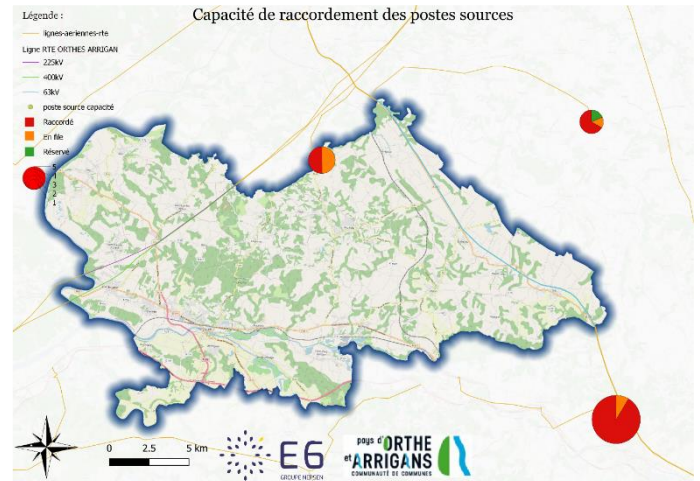 Capacité de raccordement des postes sources
Légende :
lignes-aeriennes-rte
Ligne RTE ORTHES ARRIGAN
225kV
400kV
63kV
poste source capacité
Raccordé
En file
Réservé
5
4
3
2
1
0 2.5 5 km
E6
GROUPE NEPSEN
pays d'ORTHE
et ARRIGANS
COMMUNAUTÉ DE COMMUNES